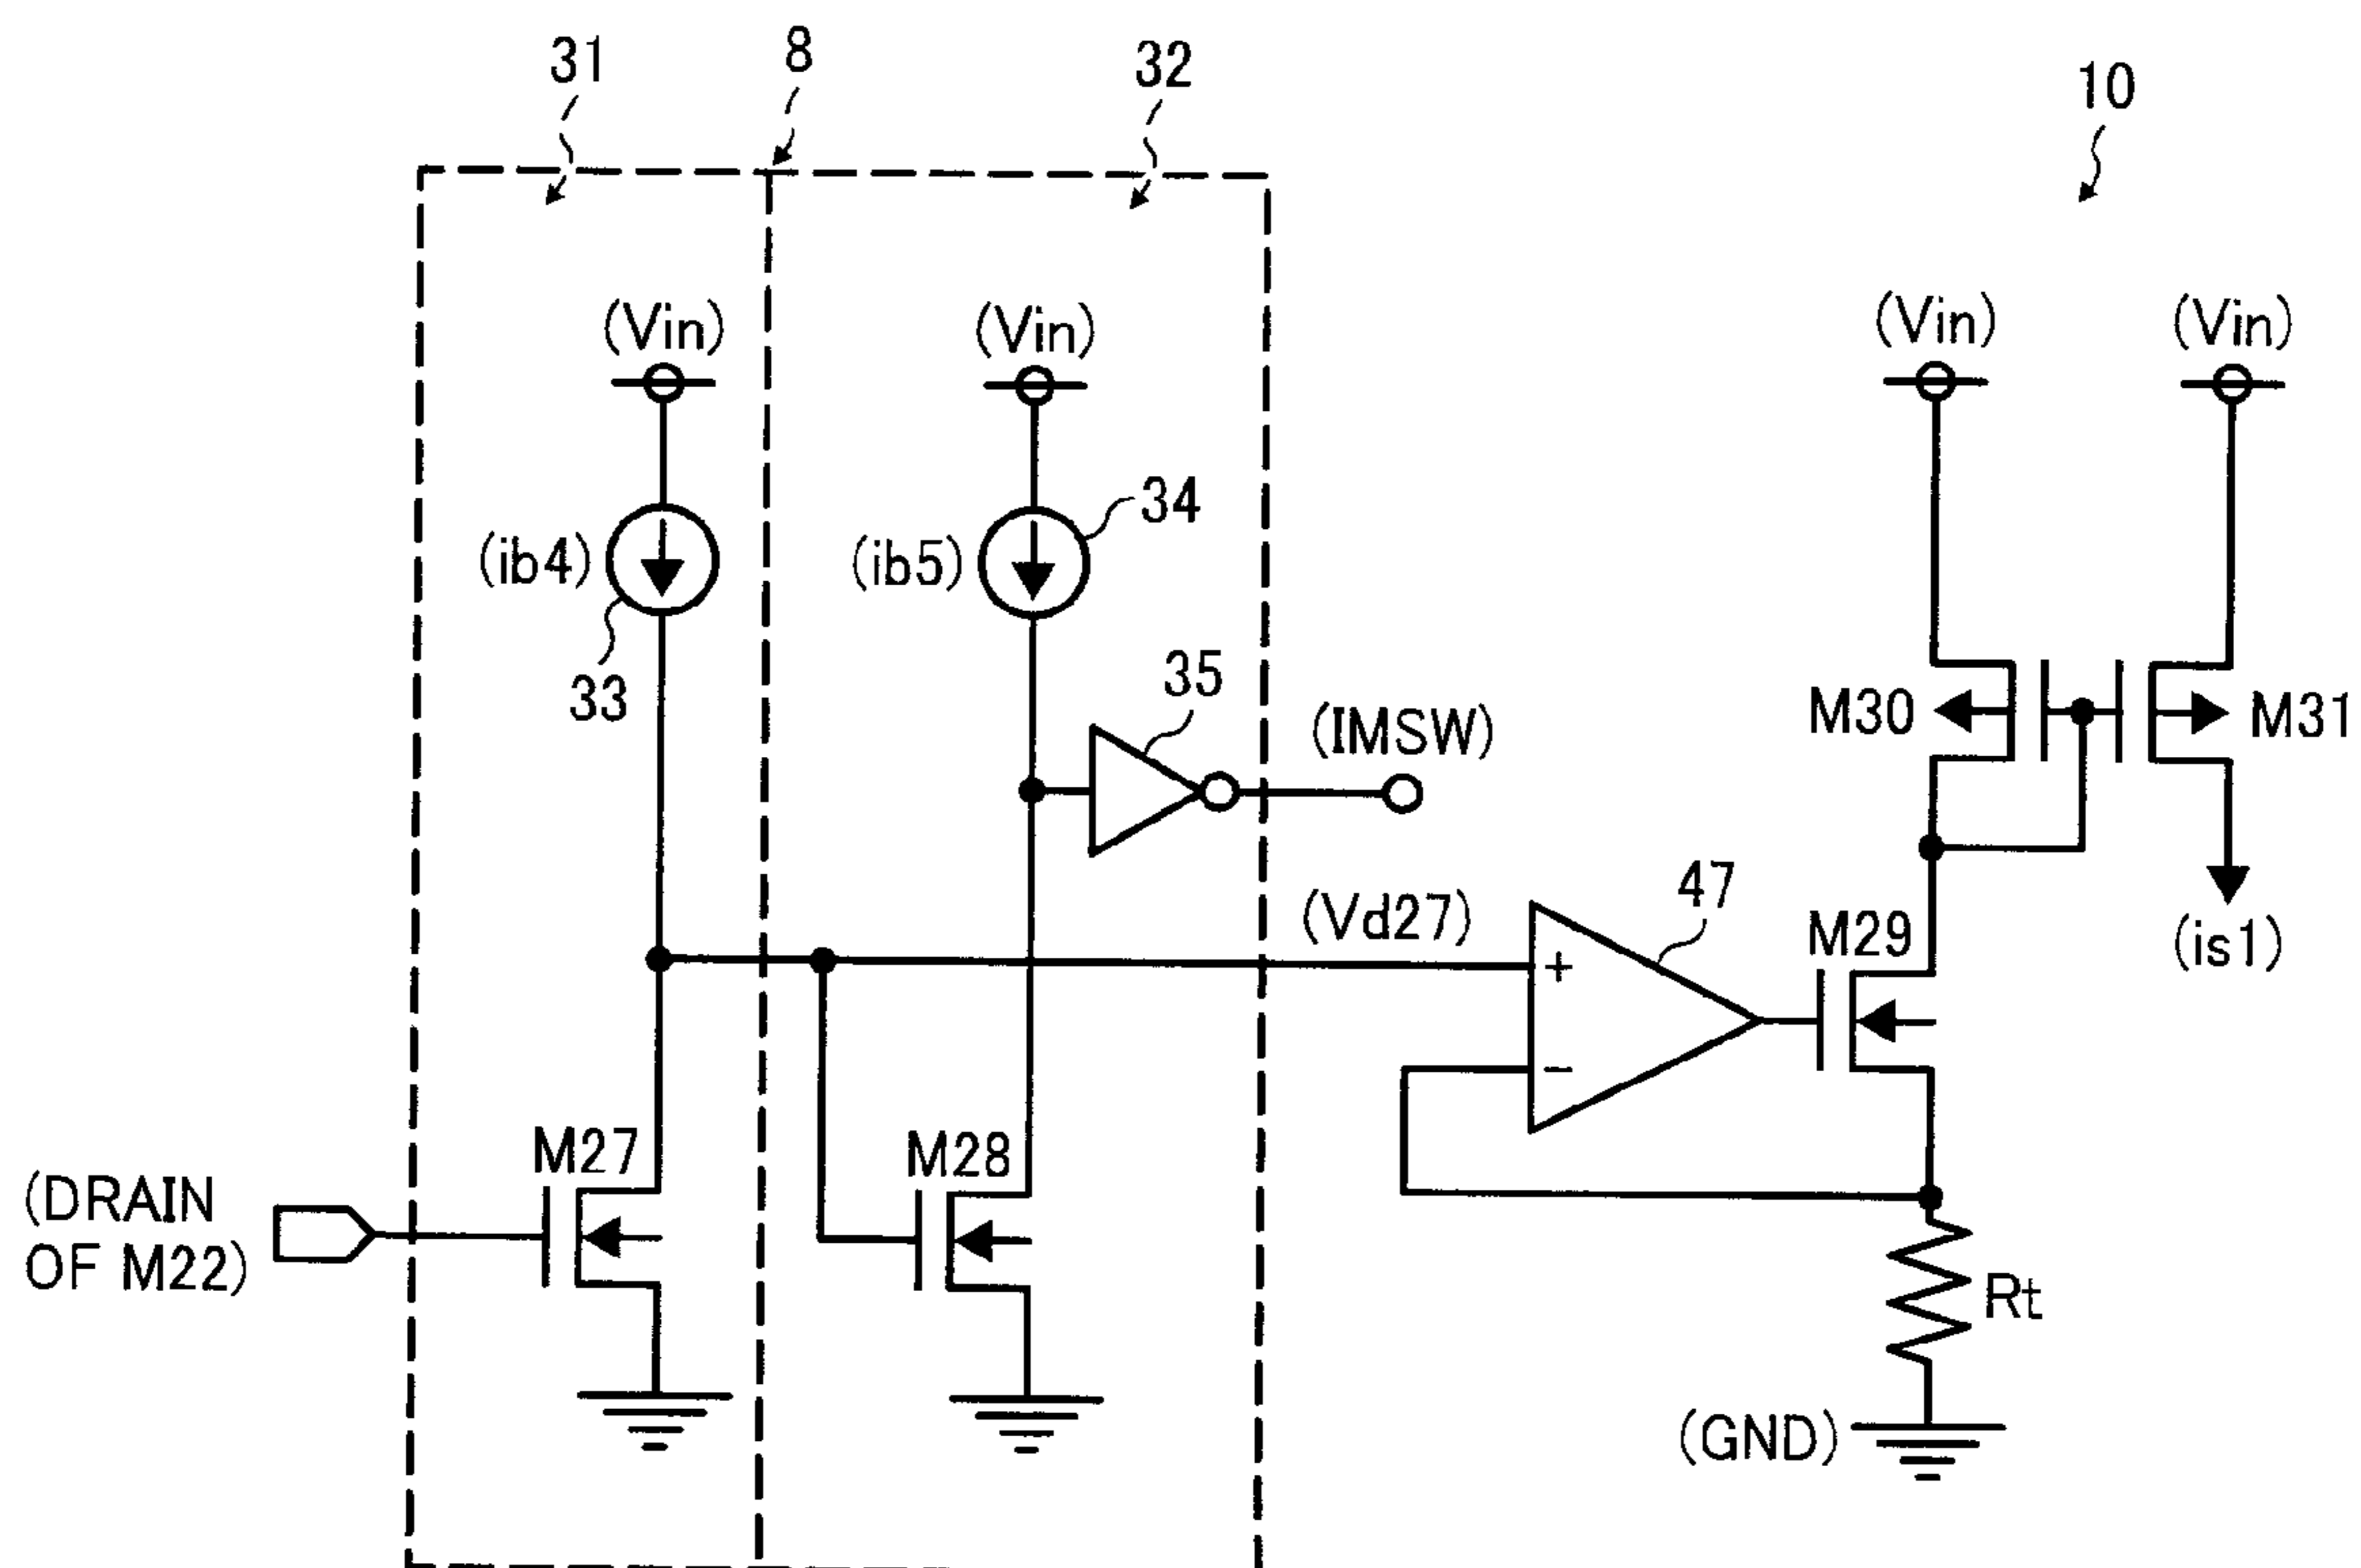 31
8
32
10
(Vin)
(Vin)
(Vin)
(Vin)
(ib4)
33
(ib5)
34
35
(IMSW)
M30
M31
(Vd27)
47
+
−
M29
(is1)
M27
M28
(DRAIN
OF M22)
Rt
(GND)